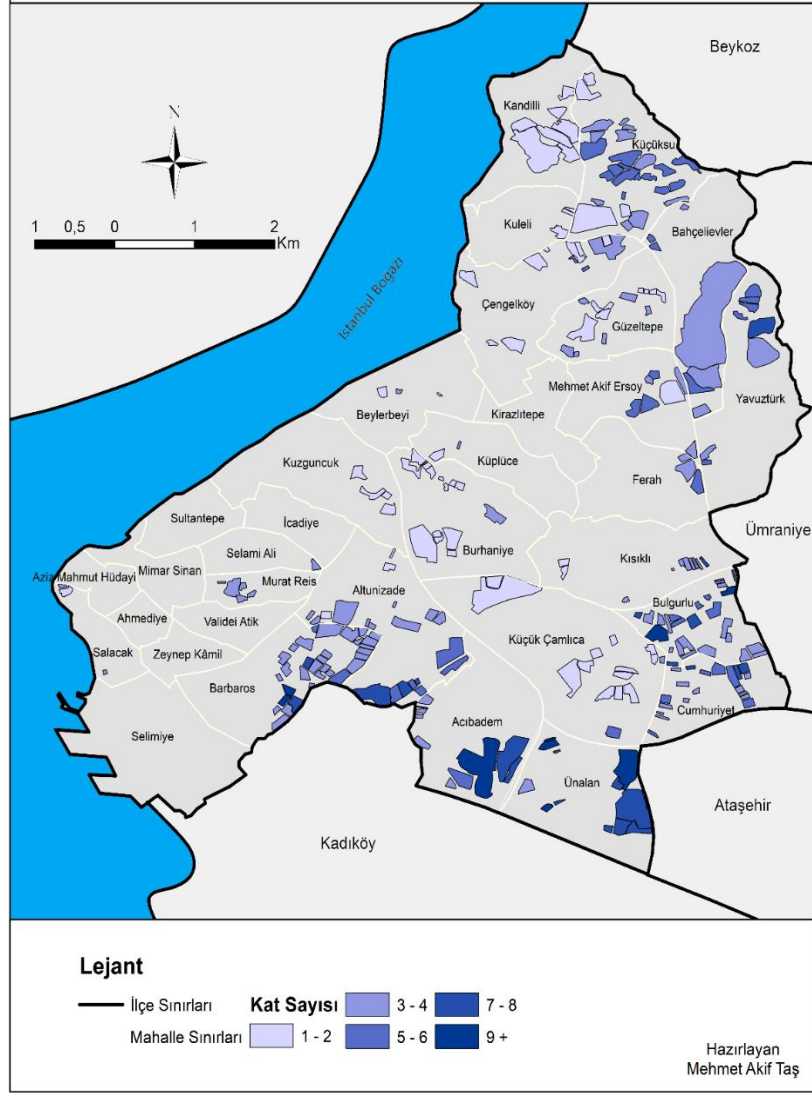 Beykoz
Kandilli
N
Küçüksu
Kuleli
Bahçelievler
1 0,5 0 1 2
Km
İstanbul Boğazı
Çengelköy
Güzeltepe
Mehmet Akif Ersoy
Yavuztürk
Beylerbeyi
Kirazlıtepe
Kuzguncuk
Küplüce
Ferah
Sultantepe
İcadiye
Ümraniye
Selami Ali
Burhaniye
Kısıklı
Aziz Mahmut Hüdayi
Mimar Sinan
Murat Reis
Altunizade
Bulgurlu
Ahmediye
Validei Atik
Küçük Çamlıca
Salacak
Zeynep Kâmil
Barbaros
Cumhuriyet
Selimiye
Acıbadem
Ünalan
Ataşehir
Kadıköy
Lejant
İlçe Sınırları
Mahalle Sınırları
Kat Sayısı
1 - 2
3 - 4
5 - 6
7 - 8
9 +
Hazırlayan
Mehmet Akif Taş